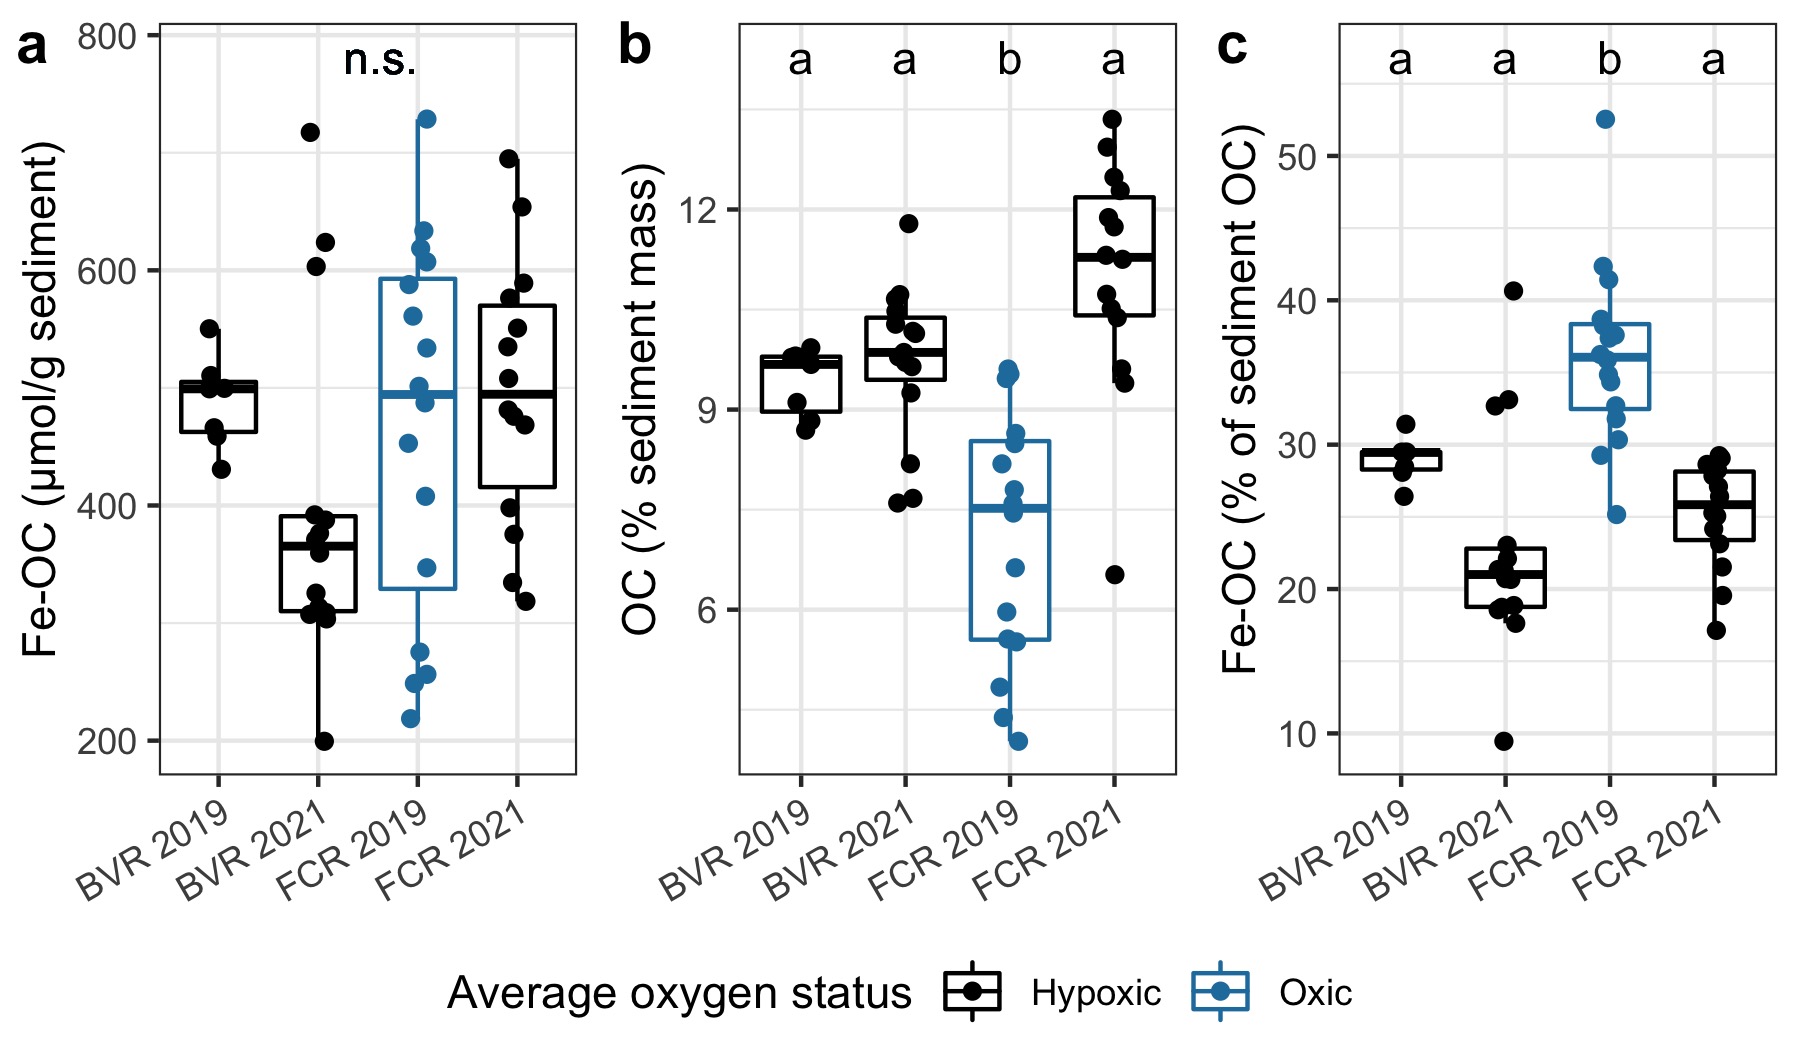 a
n.s.
Fe-OC (µmol/g sediment)
800
600
400
200
BVR 2019
BVR 2021
FCR 2019
FCR 2021
b
a
a
b
a
OC (% sediment mass)
12
9
6
BVR 2019
BVR 2021
FCR 2019
FCR 2021
c
a
a
b
a
Fe-OC (% of sediment OC)
50
40
30
20
10
BVR 2019
BVR 2021
FCR 2019
FCR 2021
Average oxygen status Hypoxic Oxic